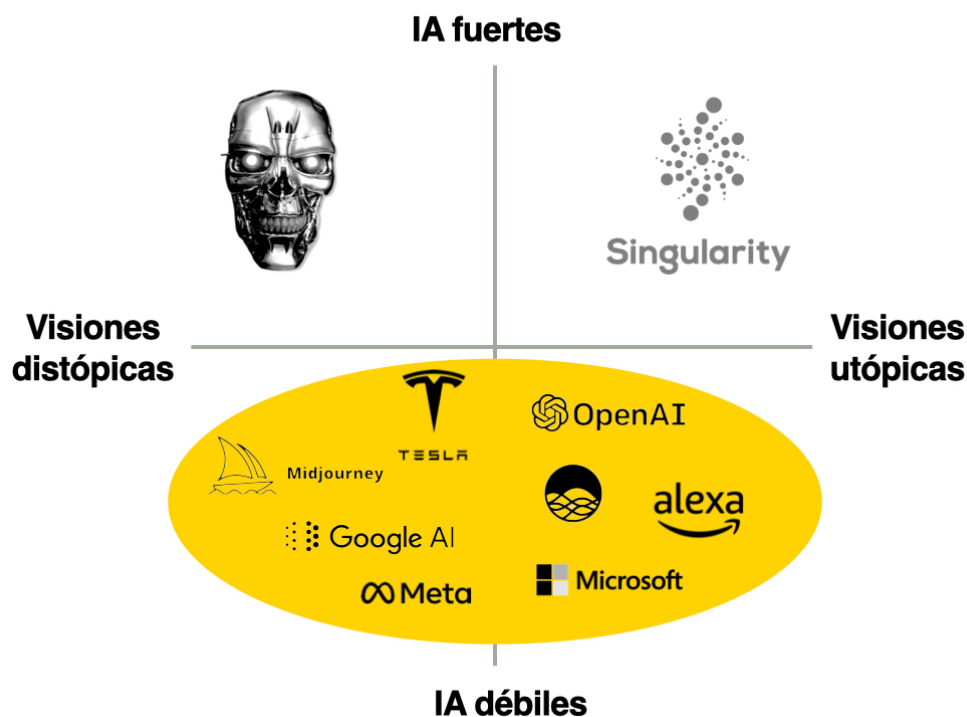 IA fuertes
Singularity
Visiones
distópicas
Visiones
utópicas
TESLA
OpenAI
Midjourney
alexa
Google AI
Microsoft
Meta
IA débiles